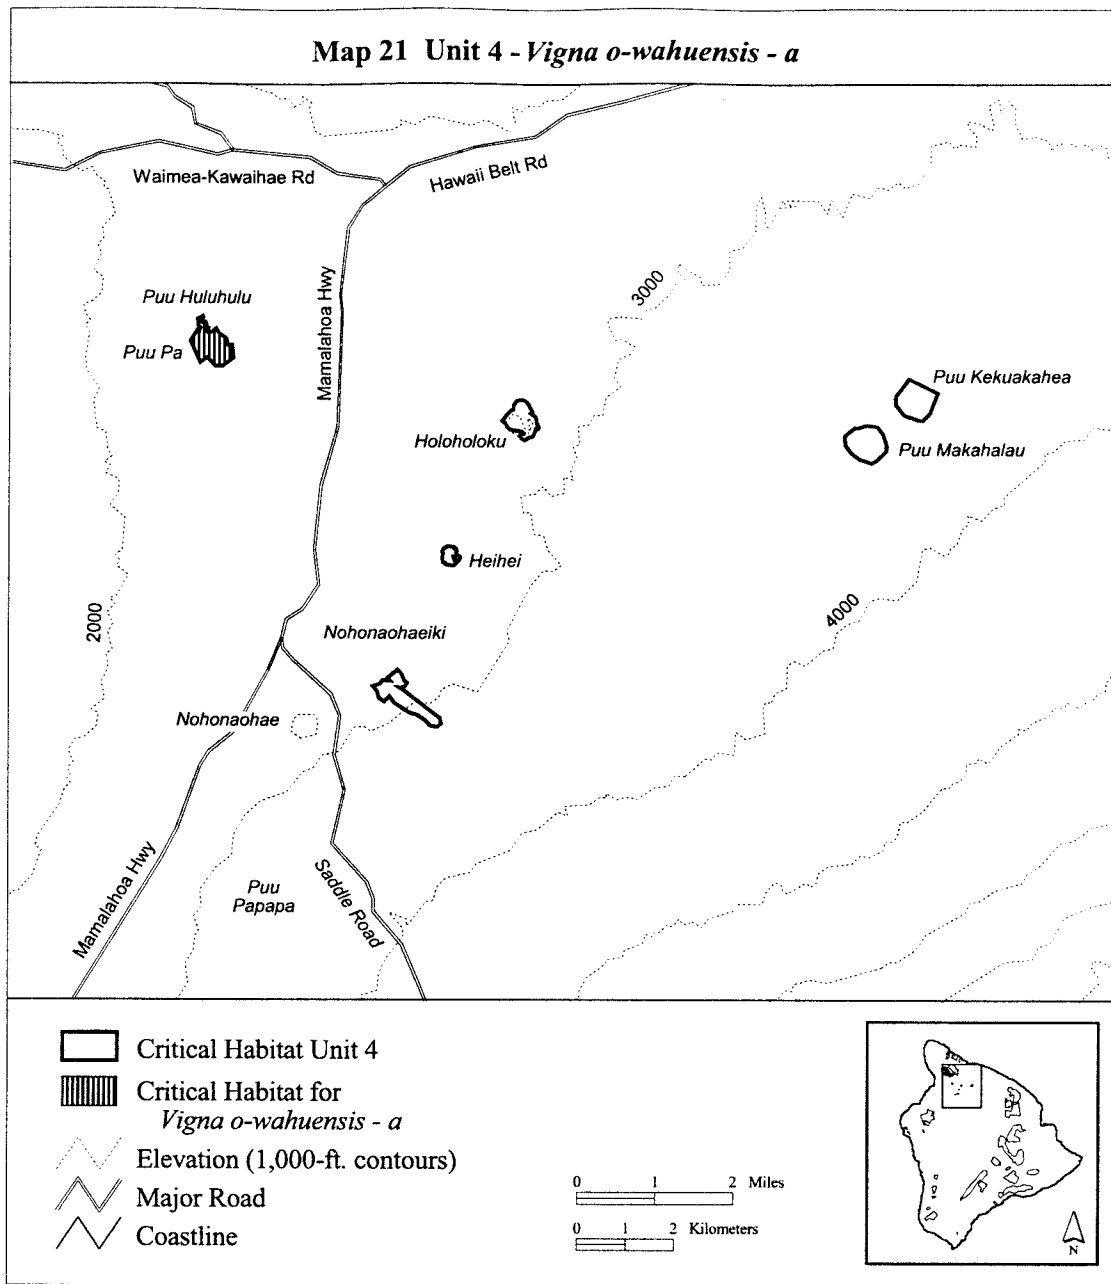 Map 21 Unit 4 - Vigna o-wahuensis - a
Waimea-Kawaihae Rd
Hawaii Belt Rd
Mamalahoa Hwy
3000
Puu Huluhulu
Puu Pa
Puu Kekuakahea
Holoholoku
Puu Makahalau
Heihei
2000
4000
Nohonaohaeiki
Nohonaohae
Mamalahoa Hwy
Puu
Papapa
Saddle Road
Critical Habitat Unit 4
Critical Habitat for
Vigna o-wahuensis - a
Elevation (1,000-ft. contours)
Major Road
Coastline
0 1 2 Miles
0 1 2 Kilometers
N